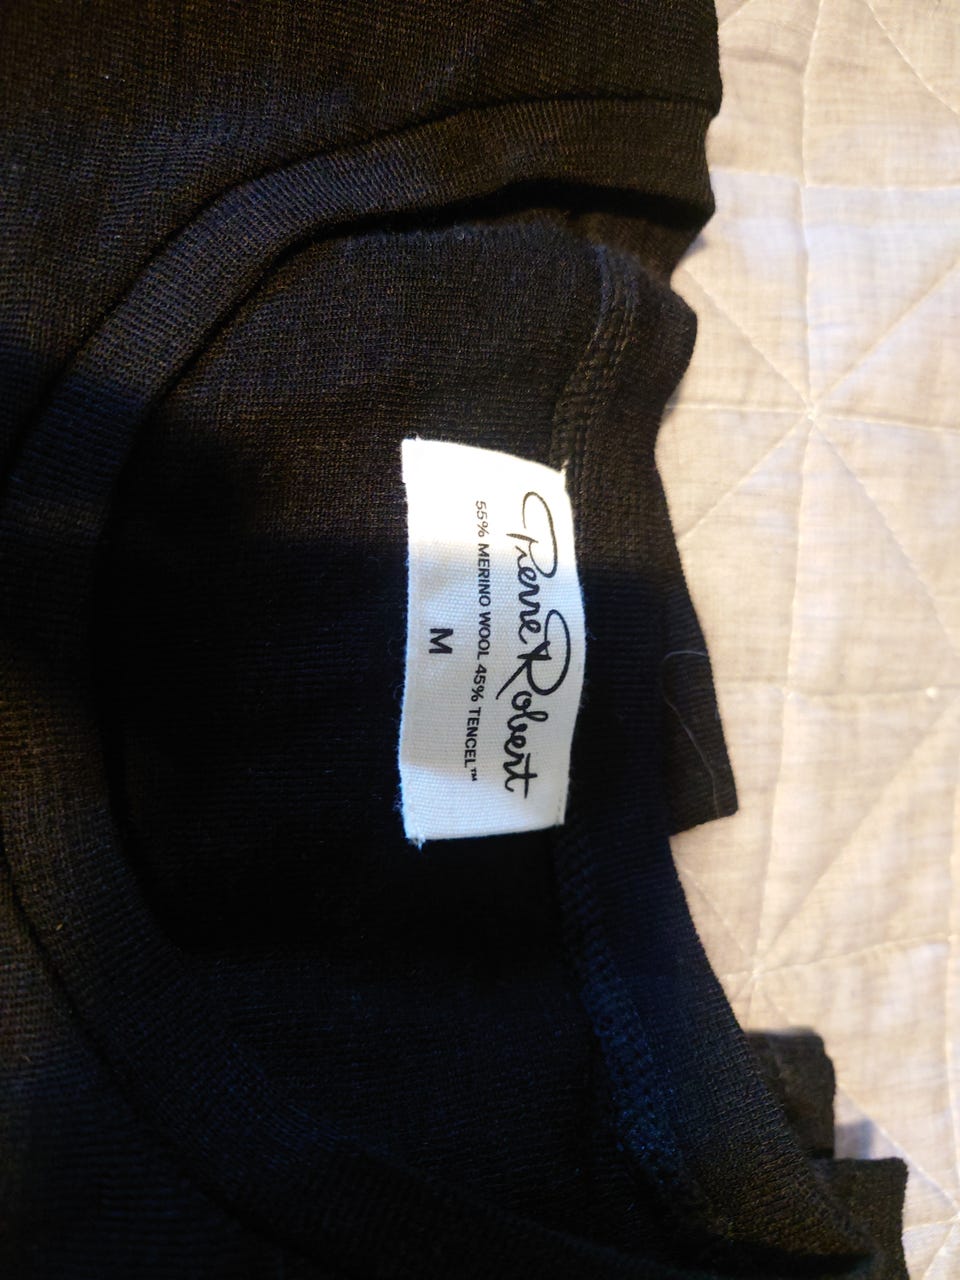 Pierre Robert
55% MERINO WOOL 45% TENCEL™
M